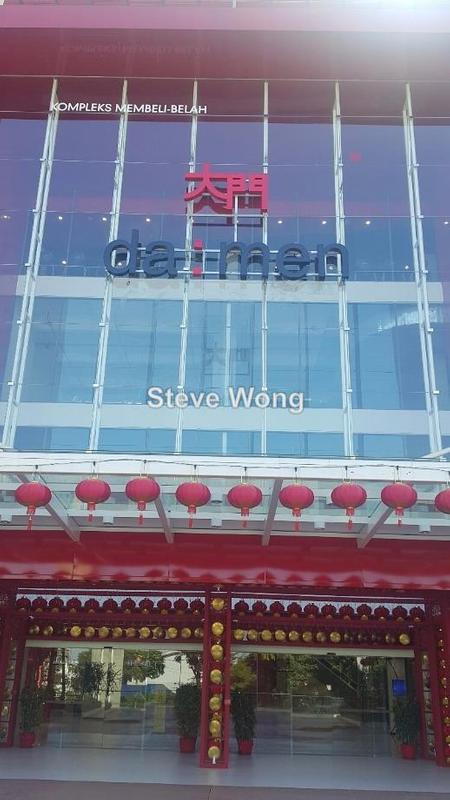 KOMPLEKS MEMBELI-BELAH
大門
da:men
Steve Wong